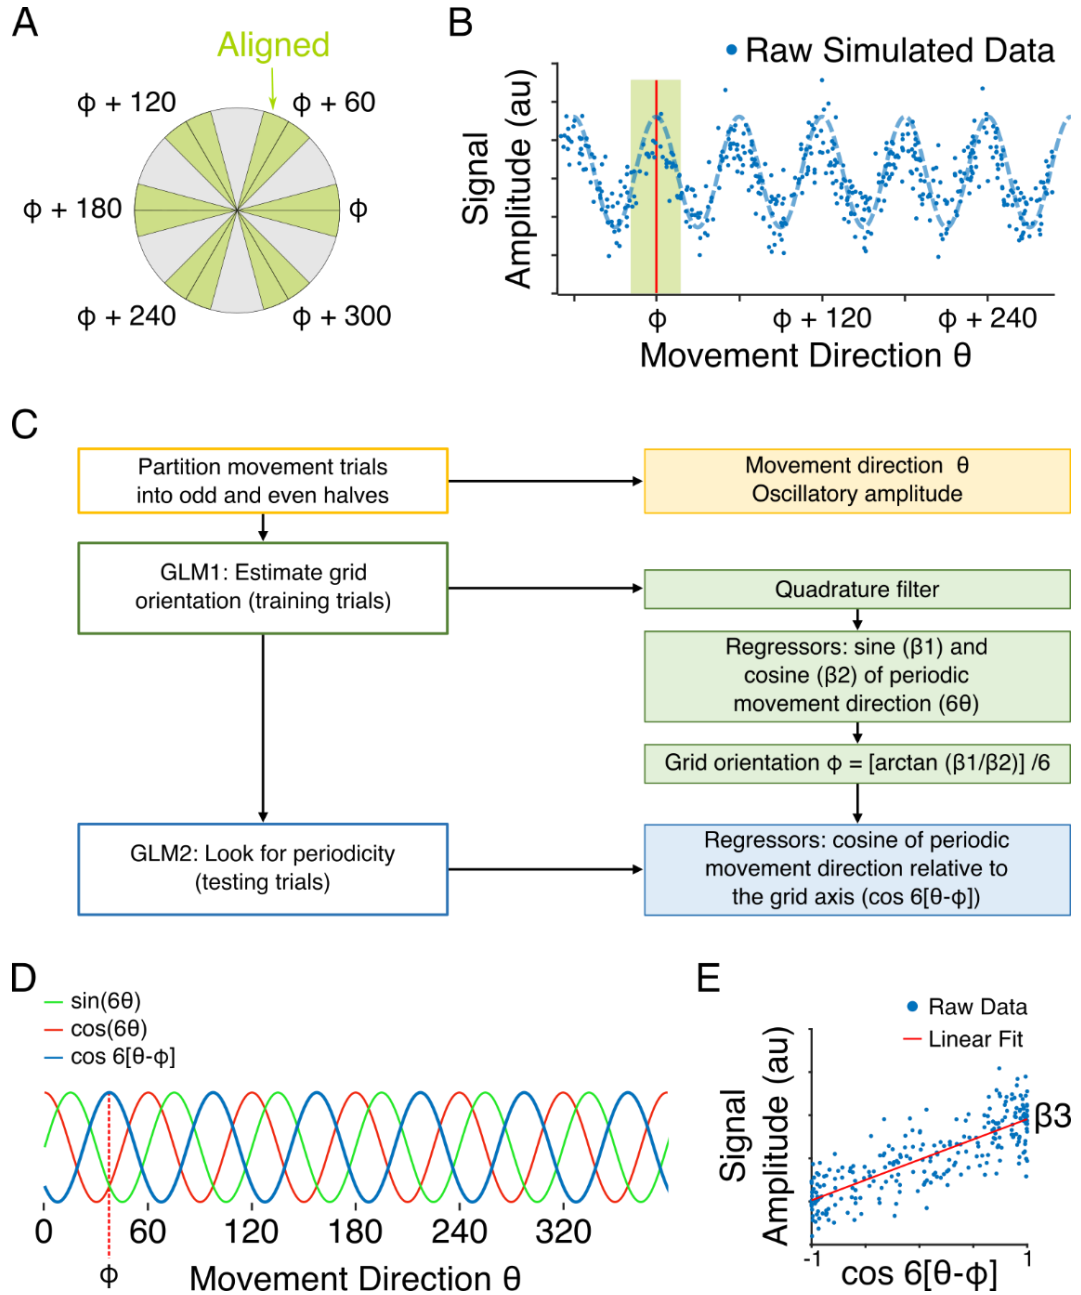 A
Aligned
ϕ + 120
ϕ + 60
ϕ + 180
ϕ
ϕ + 240
ϕ + 300
B
Raw Simulated Data
Signal
Amplitude (au)
ϕ
ϕ + 120
ϕ + 240
Movement Direction θ
C
Partition movement trials
into odd and even halves
Movement direction θ
Oscillatory amplitude
GLM1: Estimate grid
orientation (training trials)
Quadrature filter
Regressors: sine (β1) and
cosine (β2) of periodic
movement direction (6θ)
Grid orientation ϕ = [arctan (β1/β2)] /6
GLM2: Look for periodicity
(testing trials)
Regressors: cosine of periodic
movement direction relative to
the grid axis (cos 6[θ-ϕ])
D
sin(6θ)
cos(6θ)
cos 6[θ-ϕ]
0
60
120
180
240
320
ϕ
Movement Direction θ
E
Raw Data
Linear Fit
Signal
Amplitude (au)
β3
-1
1
cos 6[θ-ϕ]